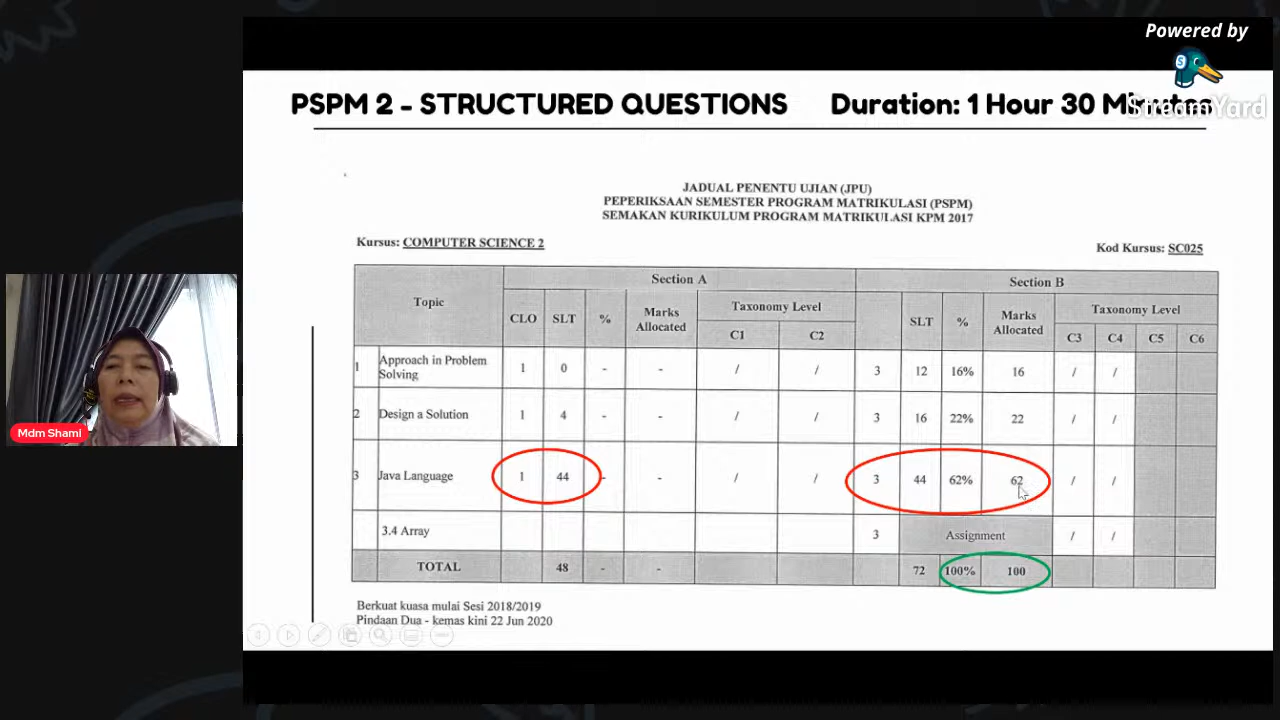 Powered by
StreamYard
PSPM 2 - STRUCTURED QUESTIONS Duration: 1 Hour 30 Minutes
JADUAL PENENTU UJIAN (JPU)
PEPERIKSAAN SEMESTER PROGRAM MATRIKULASI (PSPM)
SEMAKAN KURIKULUM PROGRAM MATRIKULASI KPM 2017
Kursus: COMPUTER SCIENCE 2
Kod Kursus: SC025
Topic Section A Section B
CLO SLT % Marks Allocated Taxonomy Level SLT % Marks Allocated Taxonomy Level
C1 C2 C3 C4 C5 C6
1 Approach in Problem Solving 1 0 - - / / 3 12 16% 16 / /
2 Design a Solution 1 4 - - / / 3 16 22% 22 / /
3 Java Language 1 44 - - / / 3 44 62% 62 / /
3.4 Array 3 Assignment / /
TOTAL 48 - - 72 100% 100
Berkuat kuasa mulai Sesi 2018/2019
Pindaan Dua - kemas kini 22 Jun 2020
Mdm Shami